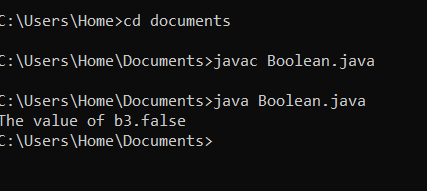 C:\Users\Home>cd documents
C:\Users\Home\Documents>javac Boolean.java
C:\Users\Home\Documents>java Boolean.java
The value of b3.false
C:\Users\Home\Documents>